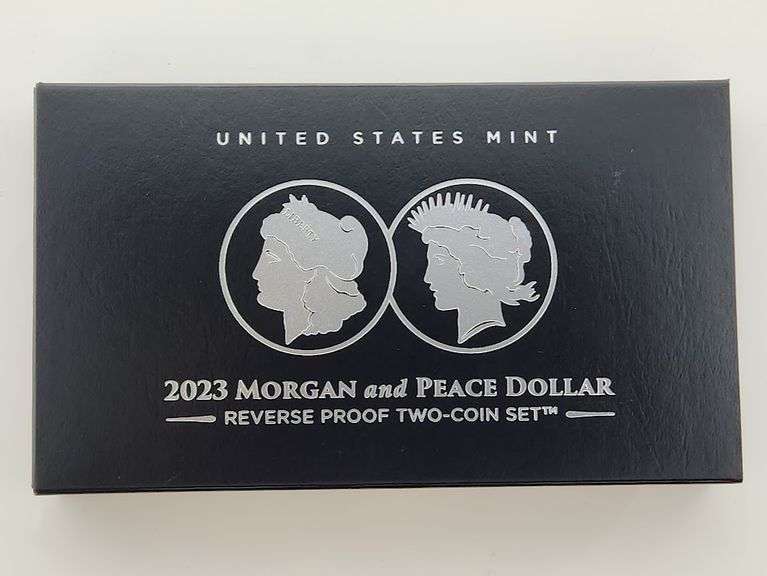 UNITED STATES MINT
LIBERTY
2023 MORGAN and PEACE DOLLAR
REVERSE PROOF TWO-COIN SET™